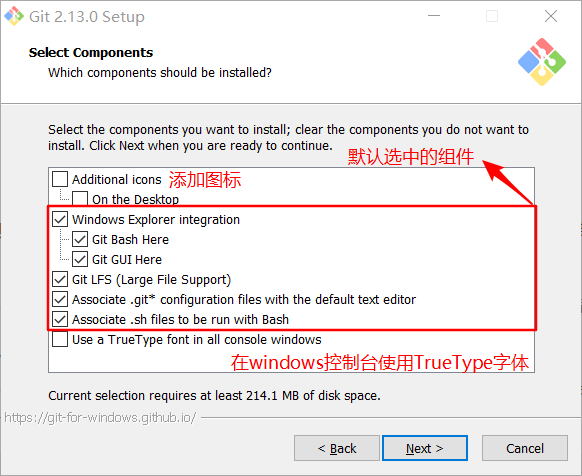 Git 2.13.0 Setup
Select Components
Which components should be installed?
Select the components you want to install; clear the components you do not want to
install. Click Next when you are ready to continue.
默认选中的组件
Additional icons 添加图标
On the Desktop
Windows Explorer integration
Git Bash Here
Git GUI Here
Git LFS (Large File Support)
Associate .git* configuration files with the default text editor
Associate .sh files to be run with Bash
Use a TrueType font in all console windows
在windows控制台使用TrueType字体
Current selection requires at least 214.1 MB of disk space.
https://git-for-windows.github.io/
< Back Next > Cancel